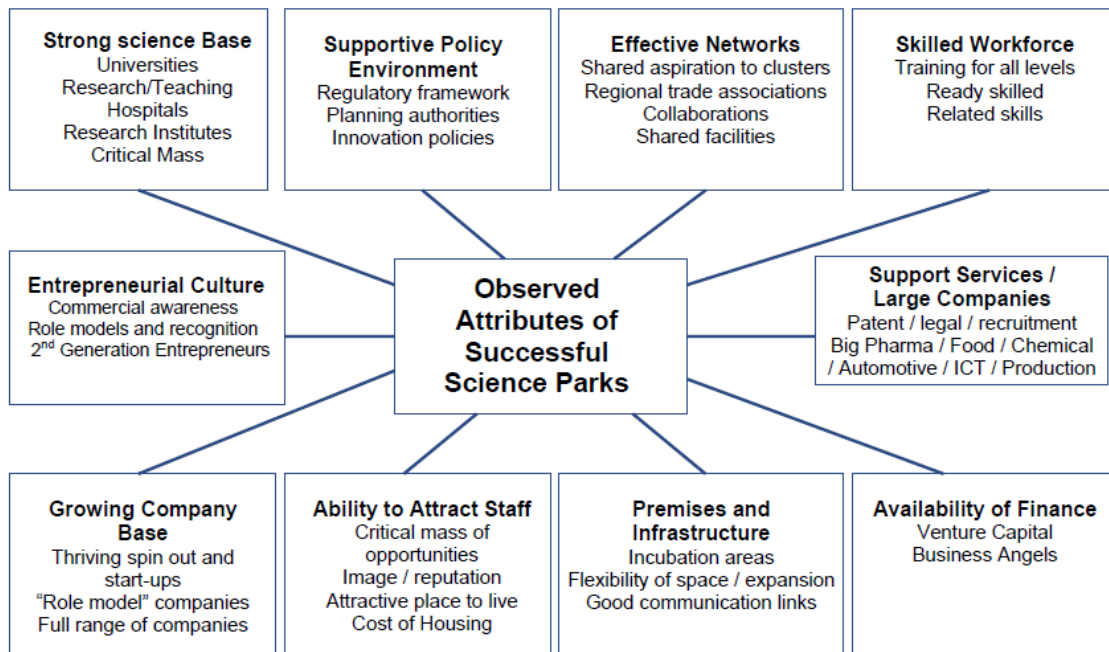 Strong science Base
Universities
Research/Teaching
Hospitals
Research Institutes
Critical Mass
Supportive Policy
Environment
Regulatory framework
Planning authorities
Innovation policies
Effective Networks
Shared aspiration to clusters
Regional trade associations
Collaborations
Shared facilities
Skilled Workforce
Training for all levels
Ready skilled
Related skills
Entrepreneurial Culture
Commercial awareness
Role models and recognition
2nd Generation Entrepreneurs
Observed
Attributes of
Successful
Science Parks
Support Services /
Large Companies
Patent / legal / recruitment
Big Pharma / Food / Chemical
/ Automotive / ICT / Production
Growing Company
Base
Thriving spin out and
start-ups
“Role model” companies
Full range of companies
Ability to Attract Staff
Critical mass of
opportunities
Image / reputation
Attractive place to live
Cost of Housing
Premises and
Infrastructure
Incubation areas
Flexibility of space / expansion
Good communication links
Availability of Finance
Venture Capital
Business Angels